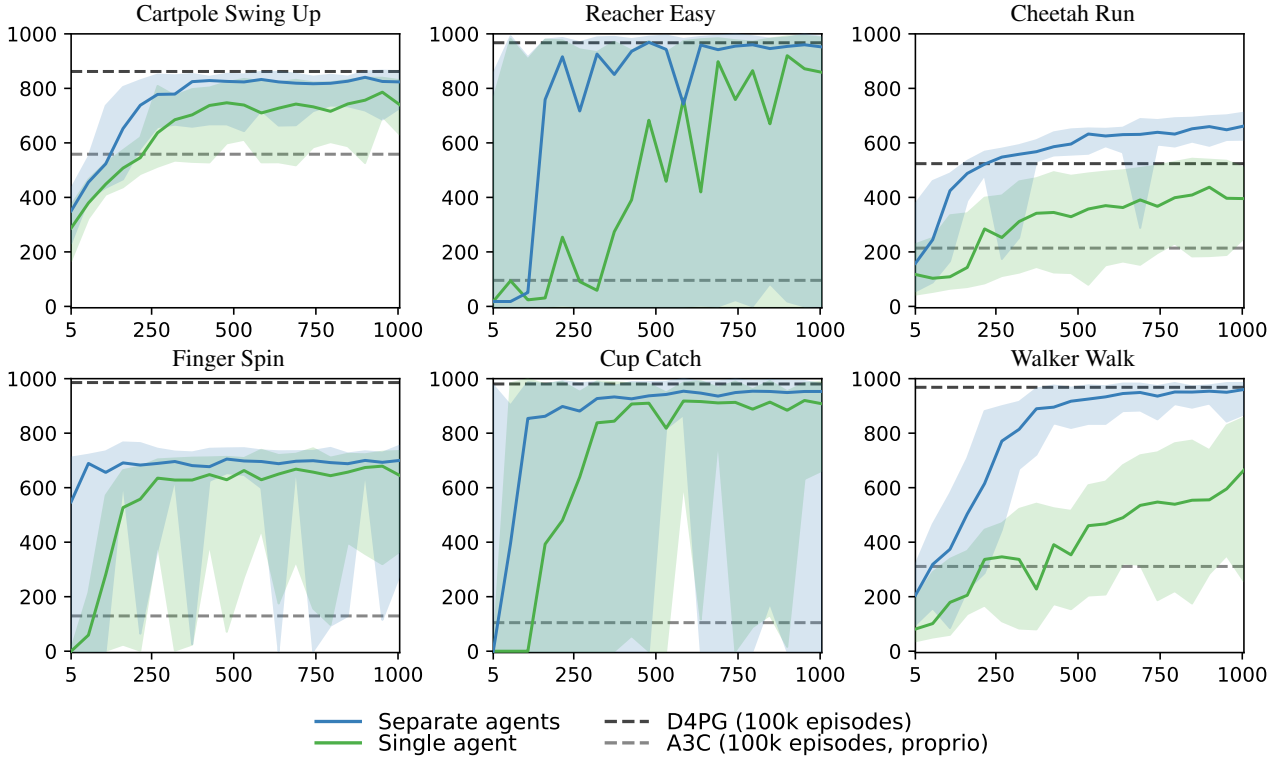 Cartpole Swing Up
Reacher Easy
Cheetah Run
1000
800
600
400
200
0
5 250 500 750 1000
1000
800
600
400
200
0
5 250 500 750 1000
1000
800
600
400
200
0
5 250 500 750 1000
Finger Spin
Cup Catch
Walker Walk
1000
800
600
400
200
0
5 250 500 750 1000
1000
800
600
400
200
0
5 250 500 750 1000
1000
800
600
400
200
0
5 250 500 750 1000
Separate agents
Single agent
D4PG (100k episodes)
A3C (100k episodes, proprio)